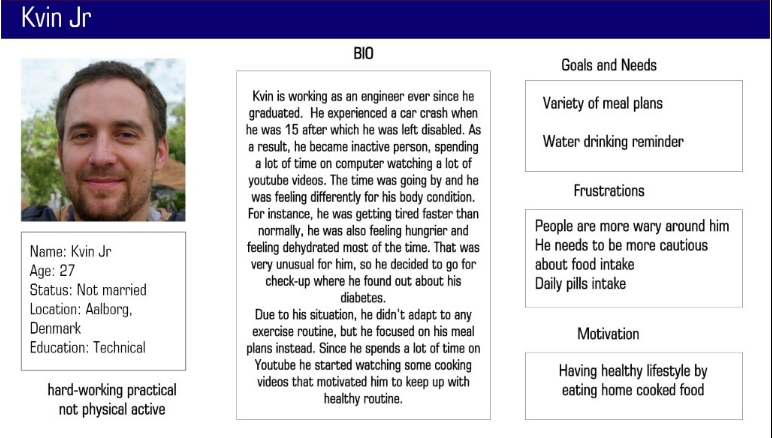 Kvin Jr
Name: Kvin Jr
Age: 27
Status: Not married
Location: Aalborg,
Denmark
Education: Technical
hard-working practical
not physical active
BIO
Kvin is working as an engineer ever since he
graduated. He experienced a car crash when
he was 15 after which he was left disabled. As
a result, he became inactive person, spending
a lot of time on computer watching a lot of
youtube videos. The time was going by and he
was feeling differently for his body condition.
For instance, he was getting tired faster than
normally, he was also feeling hungrier and
feeling dehydrated most of the time. That was
very unusual for him, so he decided to go for
check-up where he found out about his
diabetes.
Due to his situation, he didn't adapt to any
exercise routine, but he focused on his meal
plans instead. Since he spends a lot of time on
Youtube he started watching some cooking
videos that motivated him to keep up with
healthy routine.
Goals and Needs
Variety of meal plans
Water drinking reminder
Frustrations
People are more wary around him
He needs to be more cautious
about food intake
Daily pills intake
Motivation
Having healthy lifestyle by
eating home cooked food